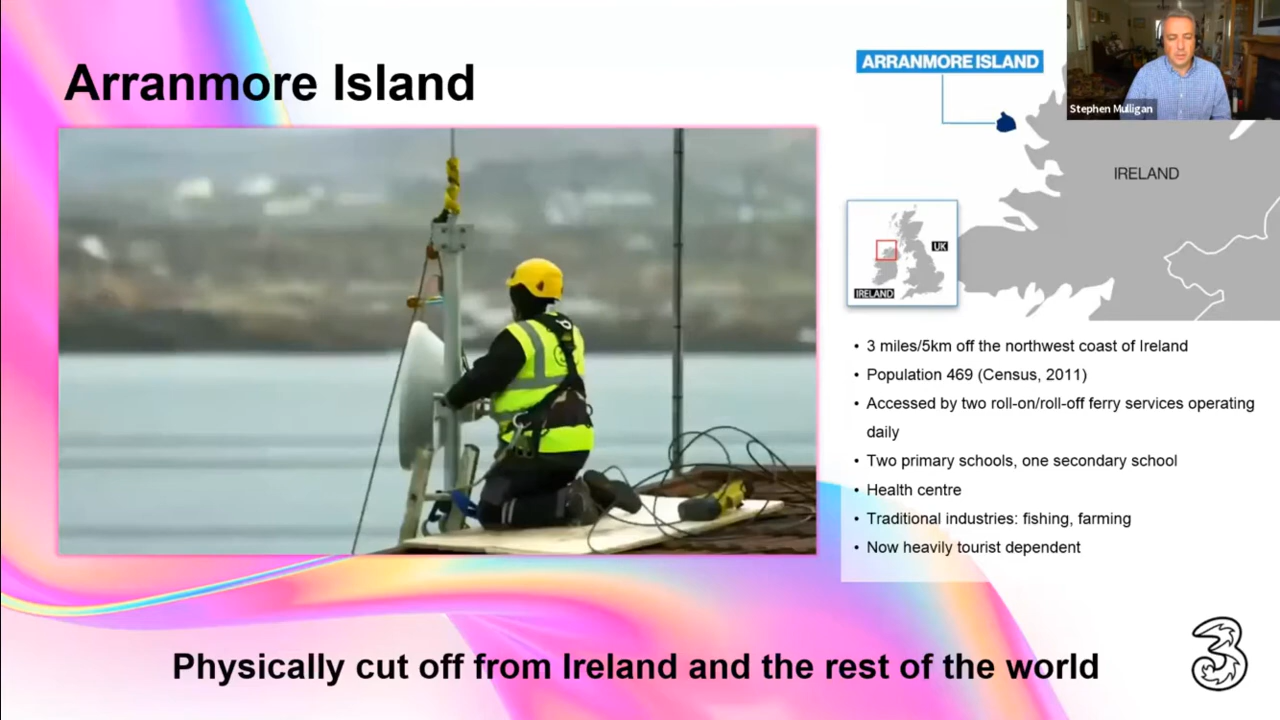 Arranmore Island
ARRANMORE ISLAND
Stephen Mulligan
IRELAND
UK
IRELAND
• 3 miles/5km off the northwest coast of Ireland
• Population 469 (Census, 2011)
• Accessed by two roll-on/roll-off ferry services operating
daily
• Two primary schools, one secondary school
• Health centre
• Traditional industries: fishing, farming
• Now heavily tourist dependent
Physically cut off from Ireland and the rest of the world
3